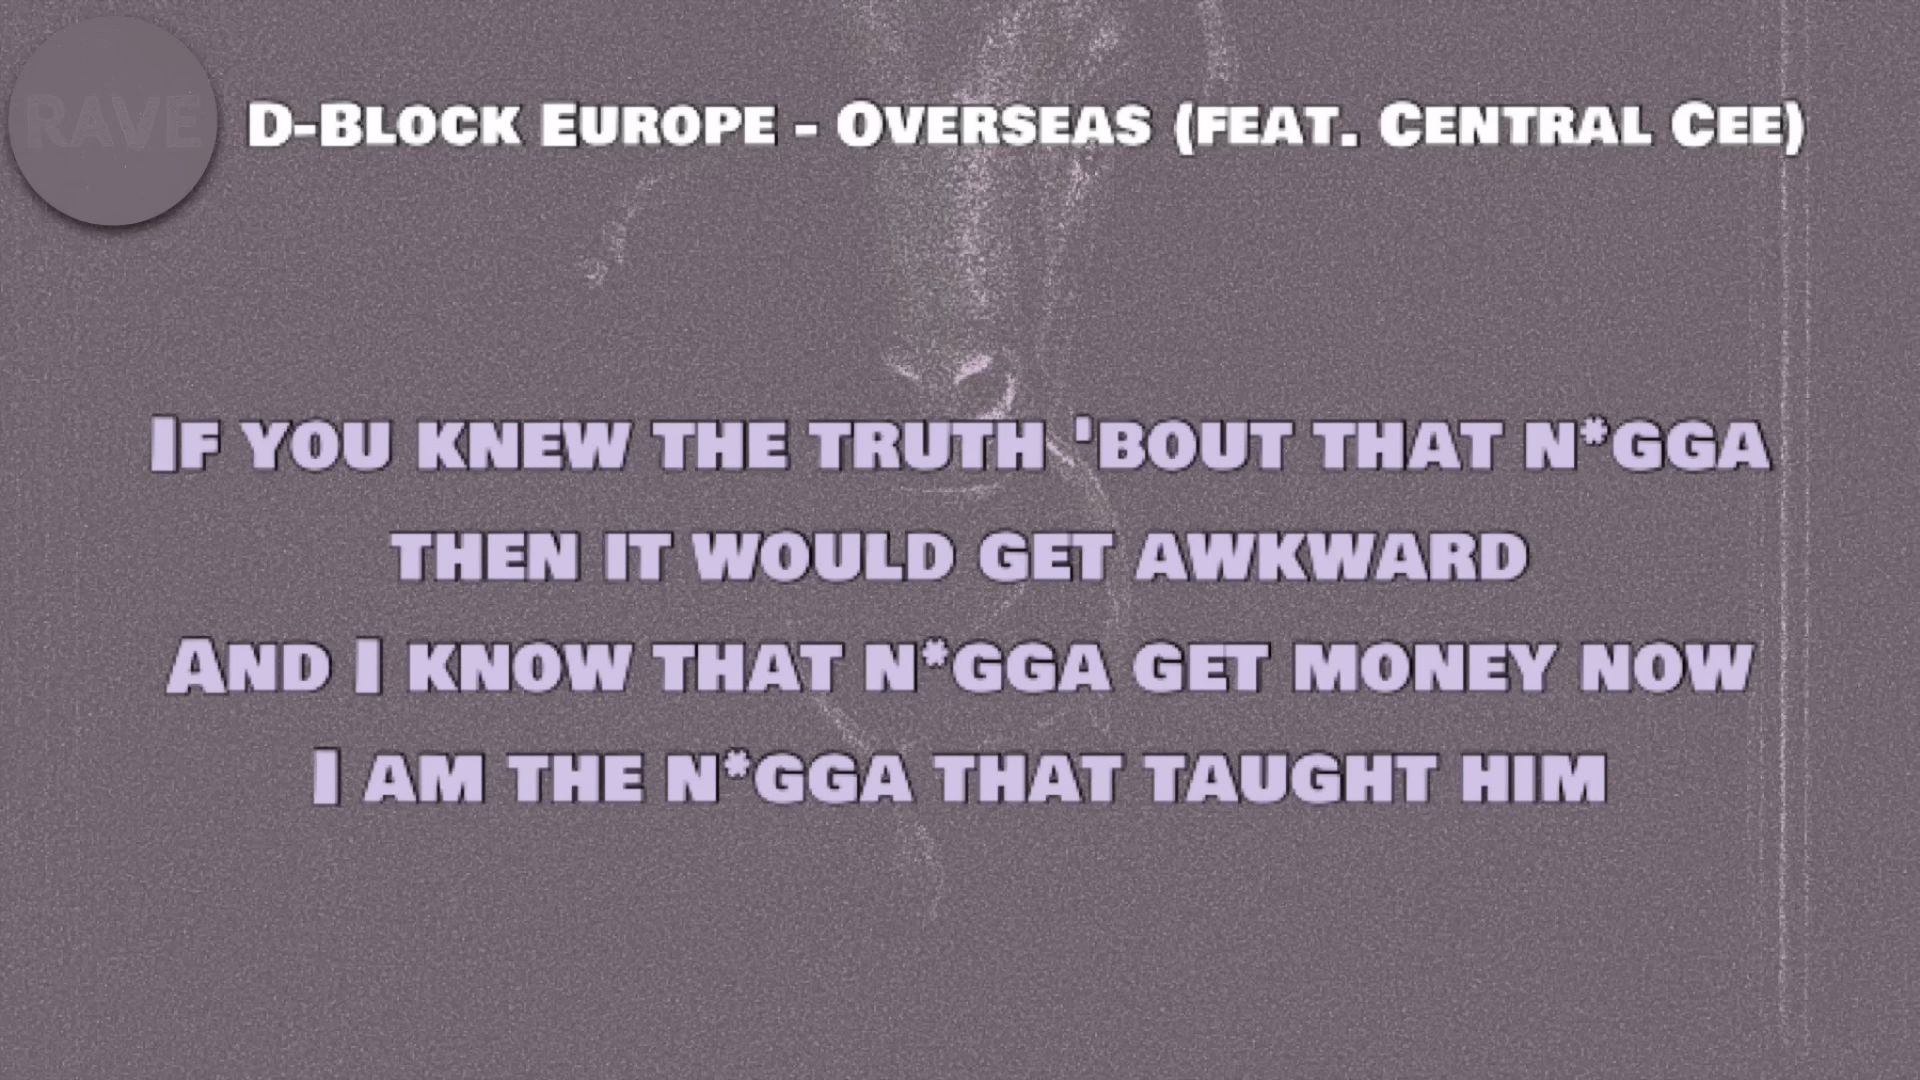 RAVE
D-Block Europe - Overseas (feat. Central Cee)
If you knew the truth 'bout that n*gga
then it would get awkward
And I know that n*gga get money now
I am the n*gga that taught him